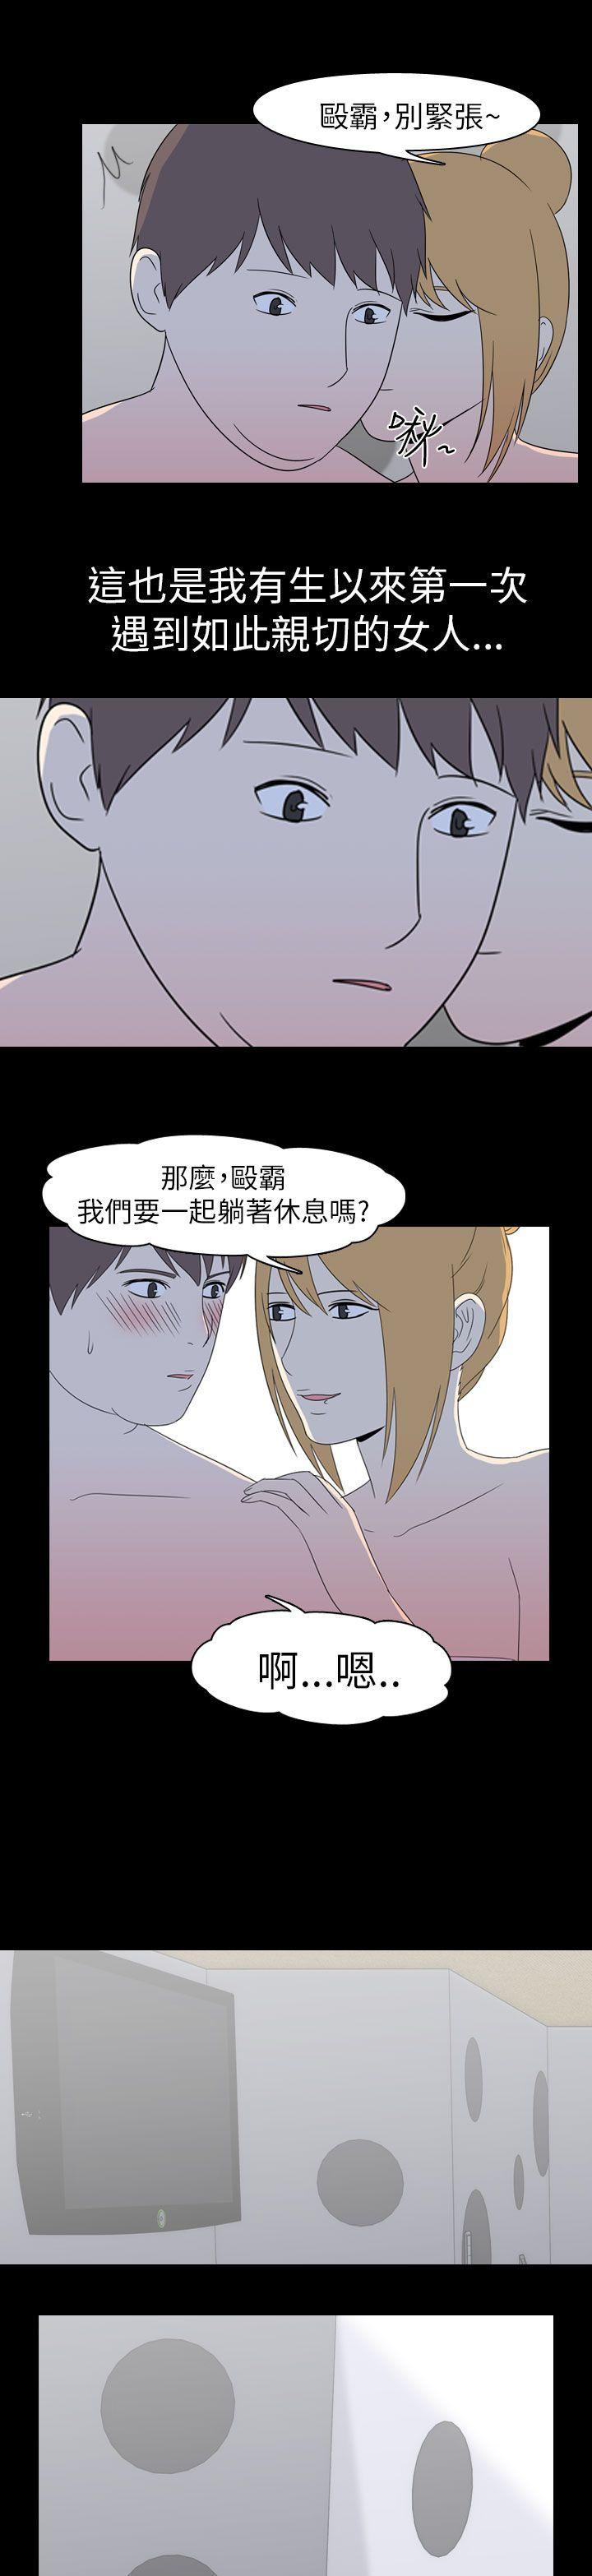 毆霸，別緊張~
啾~
這也是我有生以來第一次
遇到如此親切的女人...
那麼，毆霸
我們要一起躺著休息嗎?
啊...嗯..